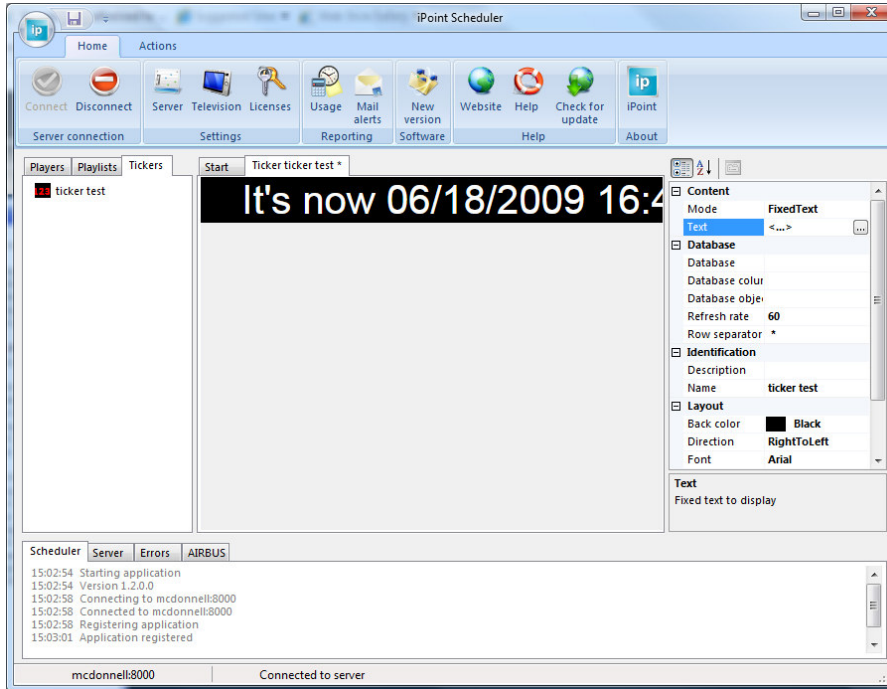 iPoint Scheduler
ip
Home Actions
Connect Disconnect Server Television Licenses Usage Mail alerts New version Website Help Check for update ip iPoint
Server connection Settings Reporting Software Help About
Players Playlists Tickers
123 ticker test
Start Ticker ticker test *
It's now 06/18/2009 16:4
Content
Mode FixedText
Text <...> ...
Database
Database
Database colur
Database obje
Refresh rate 60
Row separator *
Identification
Description
Name ticker test
Layout
Back color Black
Direction RightToLeft
Font Arial
Text
Fixed text to display
Scheduler Server Errors AIRBUS
15:02:54 Starting application
15:02:54 Version 1.2.0.0
15:02:58 Connecting to mcdonnell:8000
15:02:58 Connected to mcdonnell:8000
15:02:58 Registering application
15:03:01 Application registered
mcdonnell:8000 Connected to server